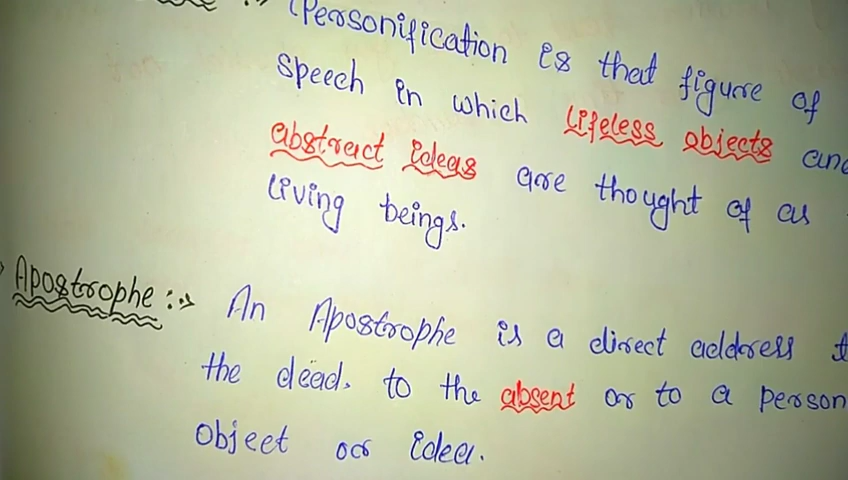 :- Personification is that figure of
speech in which lifeless objects and
abstract ideas are thought of as
living beings.
Apostrophe :- An Apostrophe is a direct address
the dead. to the absent or to a person
object or idea.